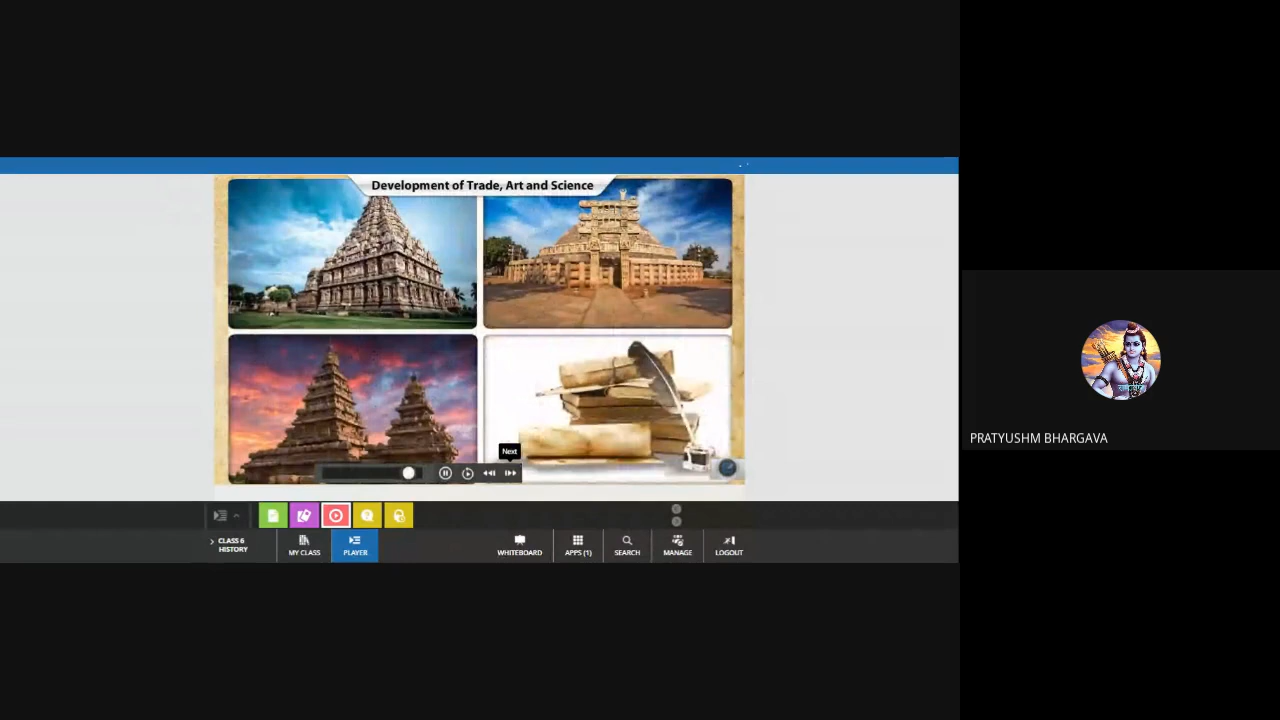 Development of Trade, Art and Science
Next
PRATYUSHM BHARGAVA
CLASS 6
HISTORY
MY CLASS
PLAYER
WHITEBOARD
APPS (1)
SEARCH
MANAGE
LOGOUT